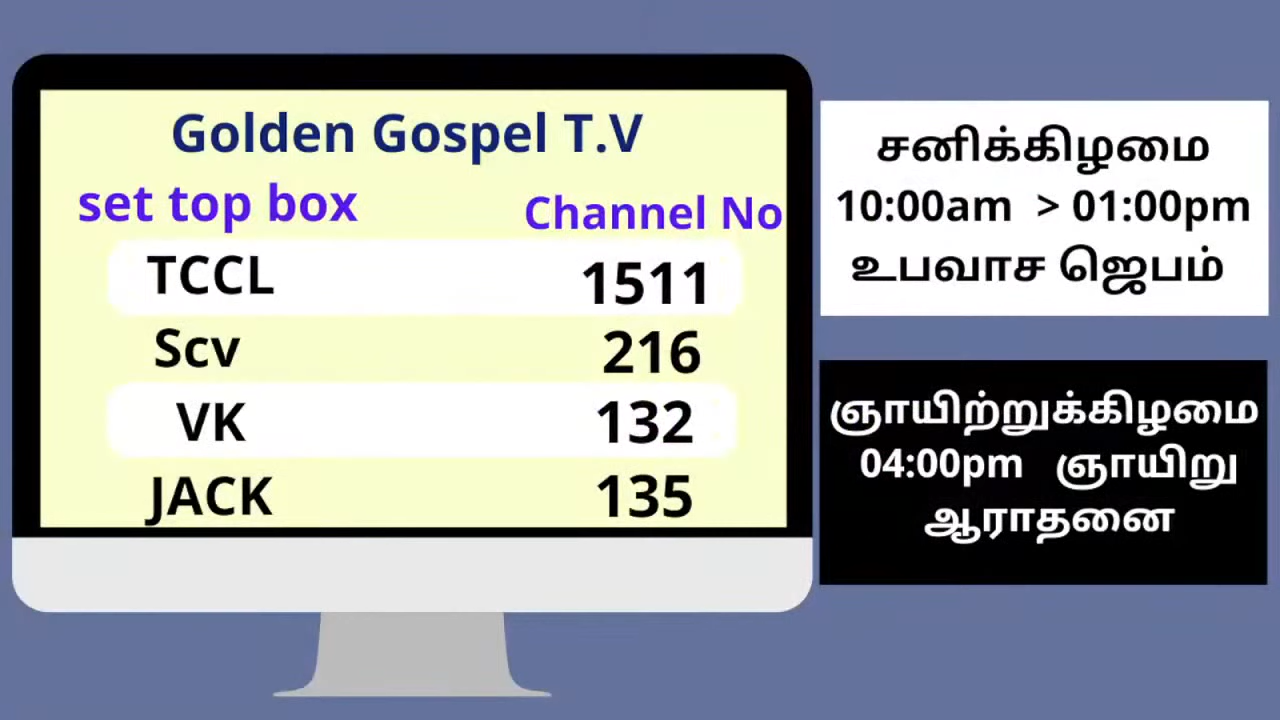 Golden Gospel T.V
set top box Channel No
TCCL 1511
Scv 216
VK 132
JACK 135
சனிக்கிழமை
10:00am > 01:00pm
உபவாச ஜெபம்
ஞாயிற்றுக்கிழமை
04:00pm ஞாயிறு
ஆராதனை